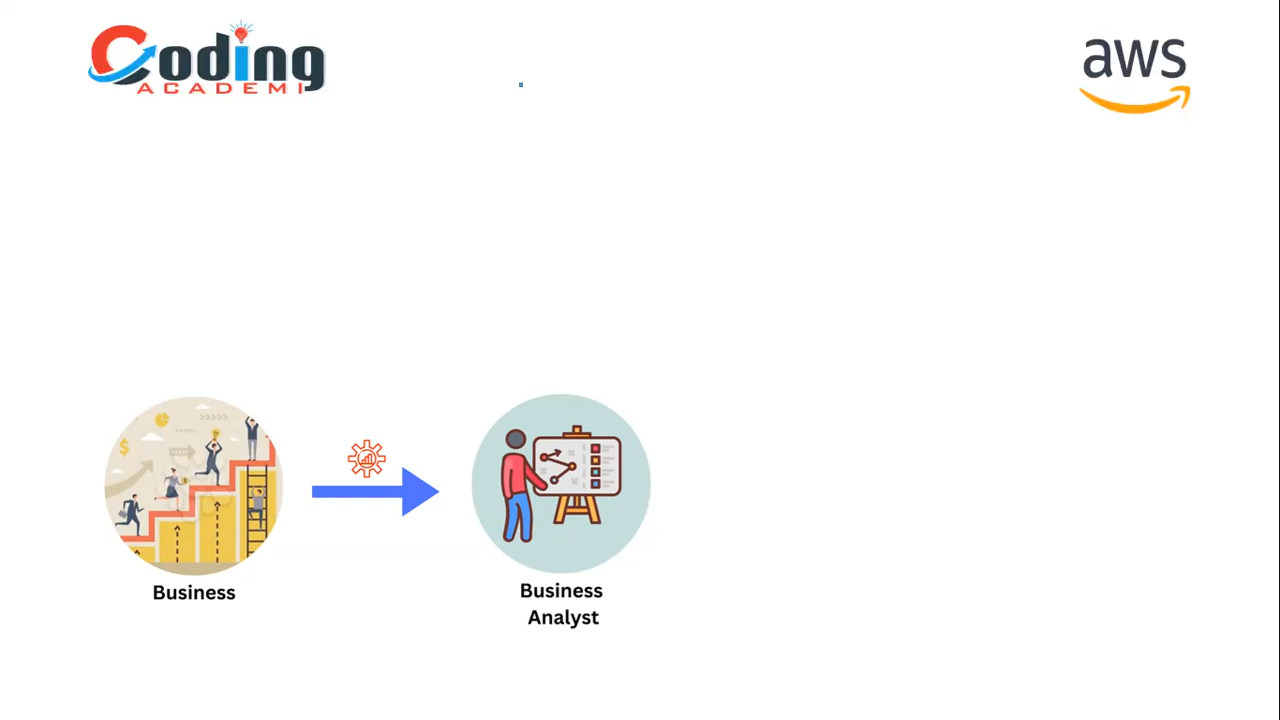 Coding
ACADEMI
aws
Business
Business
Analyst